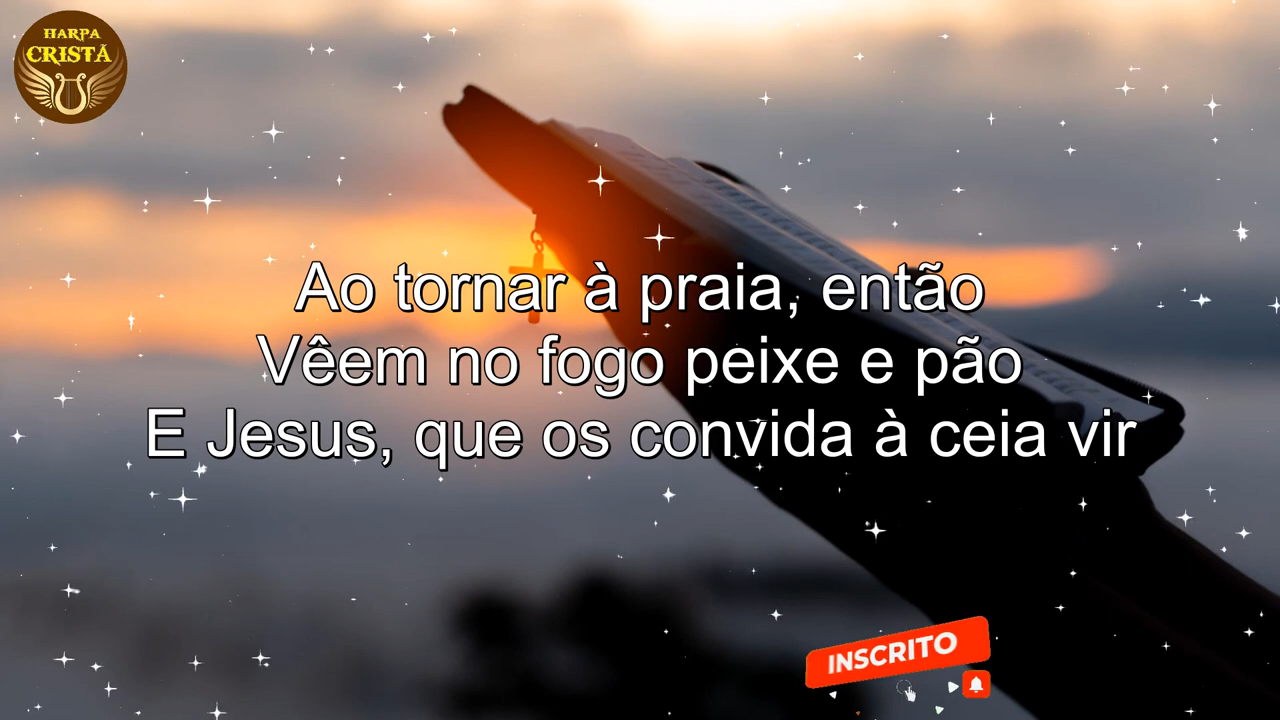 HARPA
CRISTÃ
Ao tornar à praia, então
Vêem no fogo peixe e pão
E Jesus, que os convida à ceia vir
INSCRITO